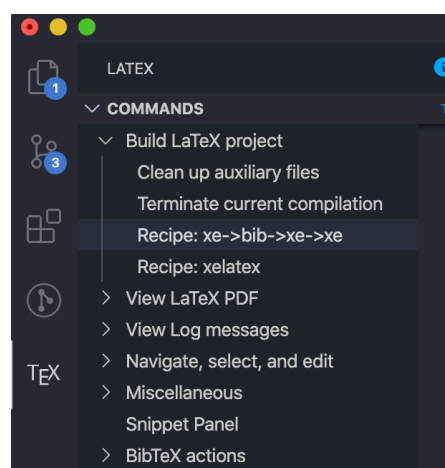 LATEX
COMMANDS
1
Build LaTeX project
Clean up auxiliary files
3
Terminate current compilation
Recipe: xe->bib->xe->xe
Recipe: xelatex
View LaTeX PDF
View Log messages
TEX
Navigate, select, and edit
Miscellaneous
Snippet Panel
BibTeX actions